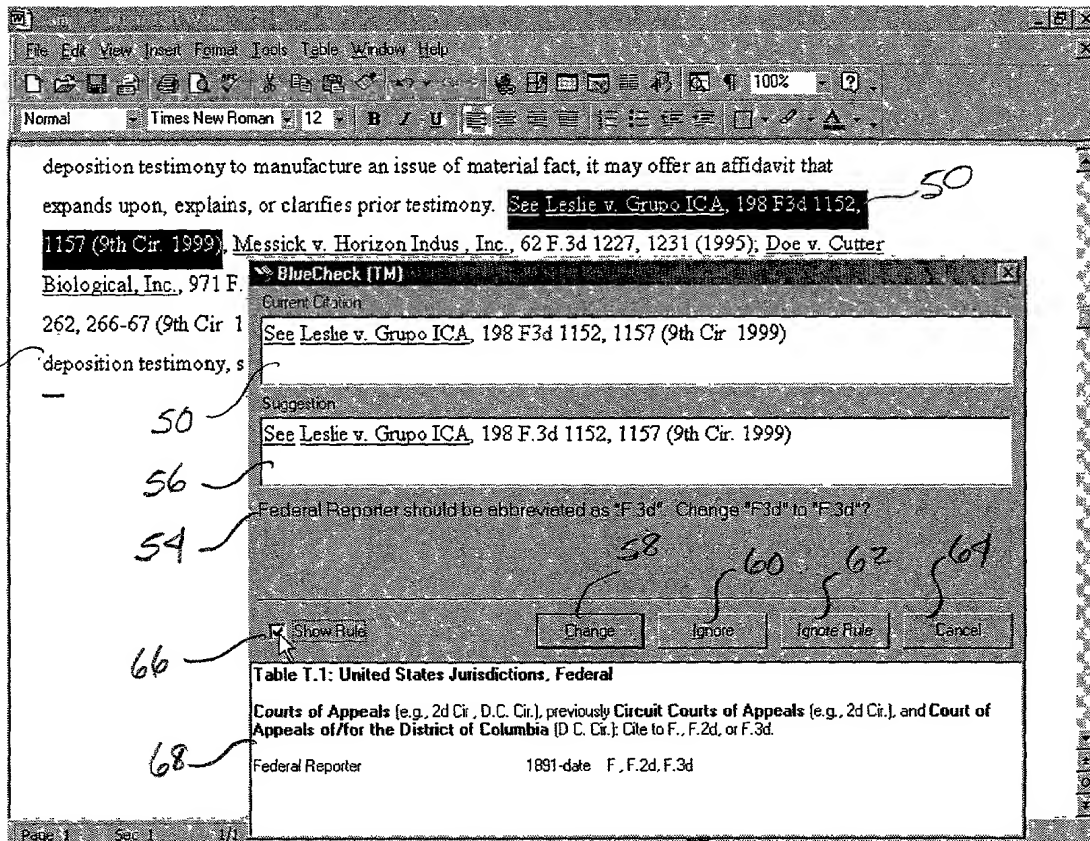 File Edit View Insert Format Tools Table Window Help
100%
Normal Times New Roman 12 B I U A
deposition testimony to manufacture an issue of material fact, it may offer an affidavit that
expands upon, explains, or clarifies prior testimony. See Leslie v. Grupo ICA, 198 F3d 1152,
50
1157 (9th Cir 1999), Messick v. Horizon Indus , Inc., 62 F.3d 1227, 1231 (1995); Doe v. Cutter
Biological, Inc., 971 F.
262, 266-67 (9th Cir 1
deposition testimony, s
BlueCheck (TM)
Current Citation
See Leslie v. Grupo ICA, 198 F3d 1152, 1157 (9th Cir 1999)
50
Suggestion
See Leslie v. Grupo ICA, 198 F.3d 1152, 1157 (9th Cir. 1999)
56
Federal Reporter should be abbreviated as "F.3d". Change "F3d" to "F.3d"?
54
58 60 62 64
Show Rule Change Ignore Ignore Rule Cancel
66
Table T.1: United States Jurisdictions, Federal
Courts of Appeals (e.g., 2d Cir , D.C. Cir.), previously Circuit Courts of Appeals (e.g., 2d Cir.), and Court of
Appeals of/for the District of Columbia (D C. Cir.): Cite to F., F.2d, or F.3d.
68
Federal Reporter 1891-date F , F.2d, F.3d
Page 1 Sec 1 1/1